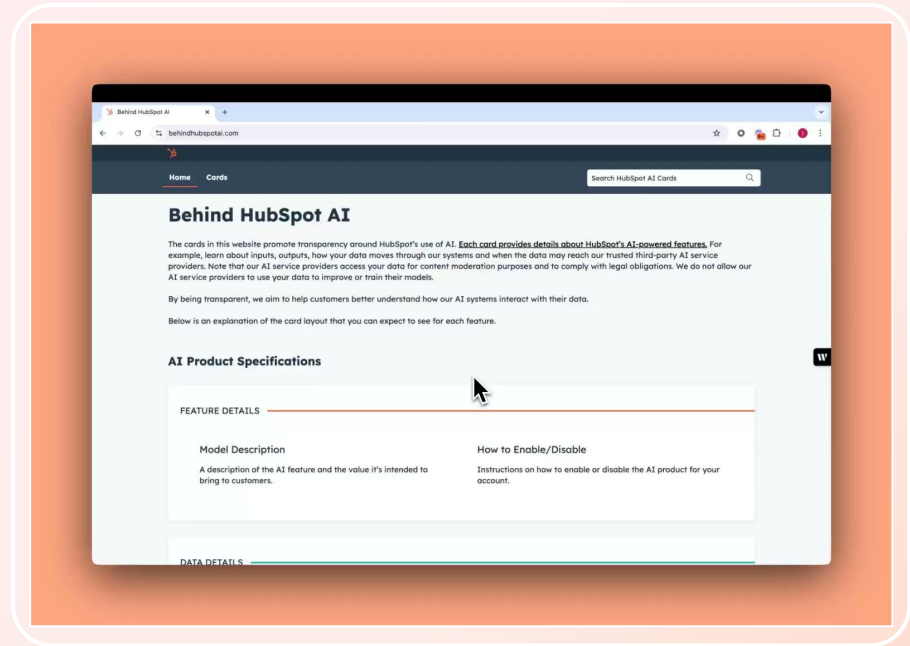 Behind HubSpot AI
behindhubspotai.com
Home Cards
Search HubSpot AI Cards
Behind HubSpot AI
The cards in this website promote transparency around HubSpot's use of AI. Each card provides details about HubSpot's AI-powered features. For
example, learn about inputs, outputs, how your data moves through our systems and when the data may reach our trusted third-party AI service
providers. Note that our AI service providers access your data for content moderation purposes and to comply with legal obligations. We do not allow our
AI service providers to use your data to improve or train their models.
By being transparent, we aim to help customers better understand how our AI systems interact with their data.
Below is an explanation of the card layout that you can expect to see for each feature.
W
AI Product Specifications
FEATURE DETAILS
Model Description
How to Enable/Disable
A description of the AI feature and the value it's intended to
bring to customers.
Instructions on how to enable or disable the AI product for your
account.
DATA DETAILS